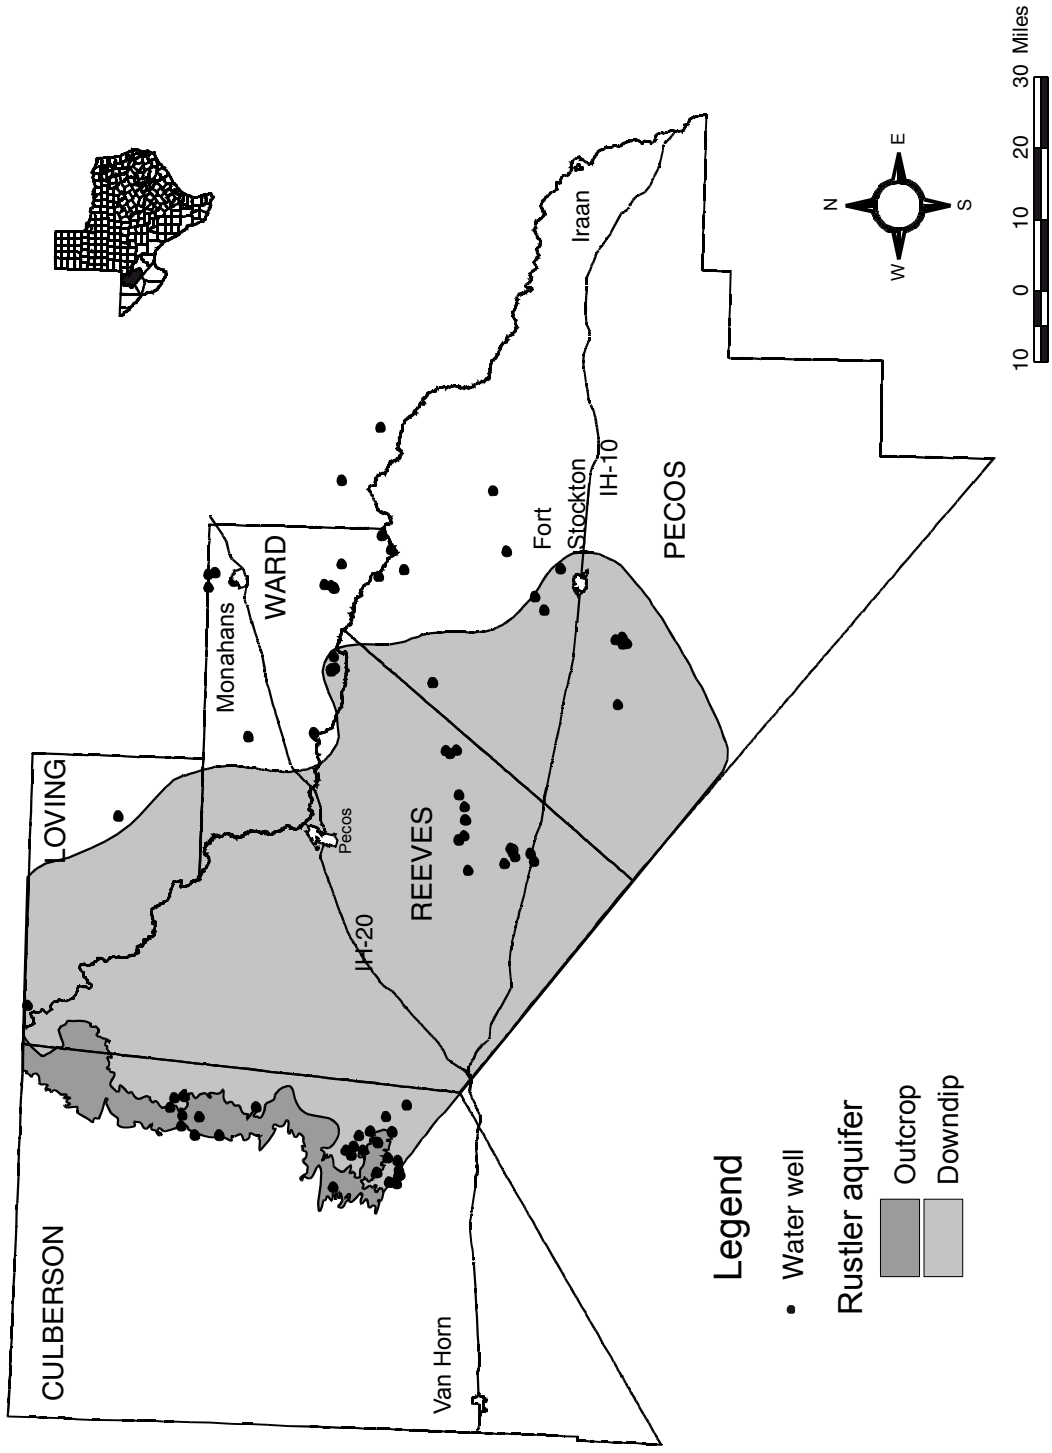 CULBERSON
LOVING
Monahans
WARD
Pecos
IH-20
REEVES
Van Horn
Fort
Stockton
IH-10
PECOS
Iraan
Legend
Water well
Rustler aquifer
Outcrop
Downdip
N
W
E
S
10 0 10 20 30 Miles